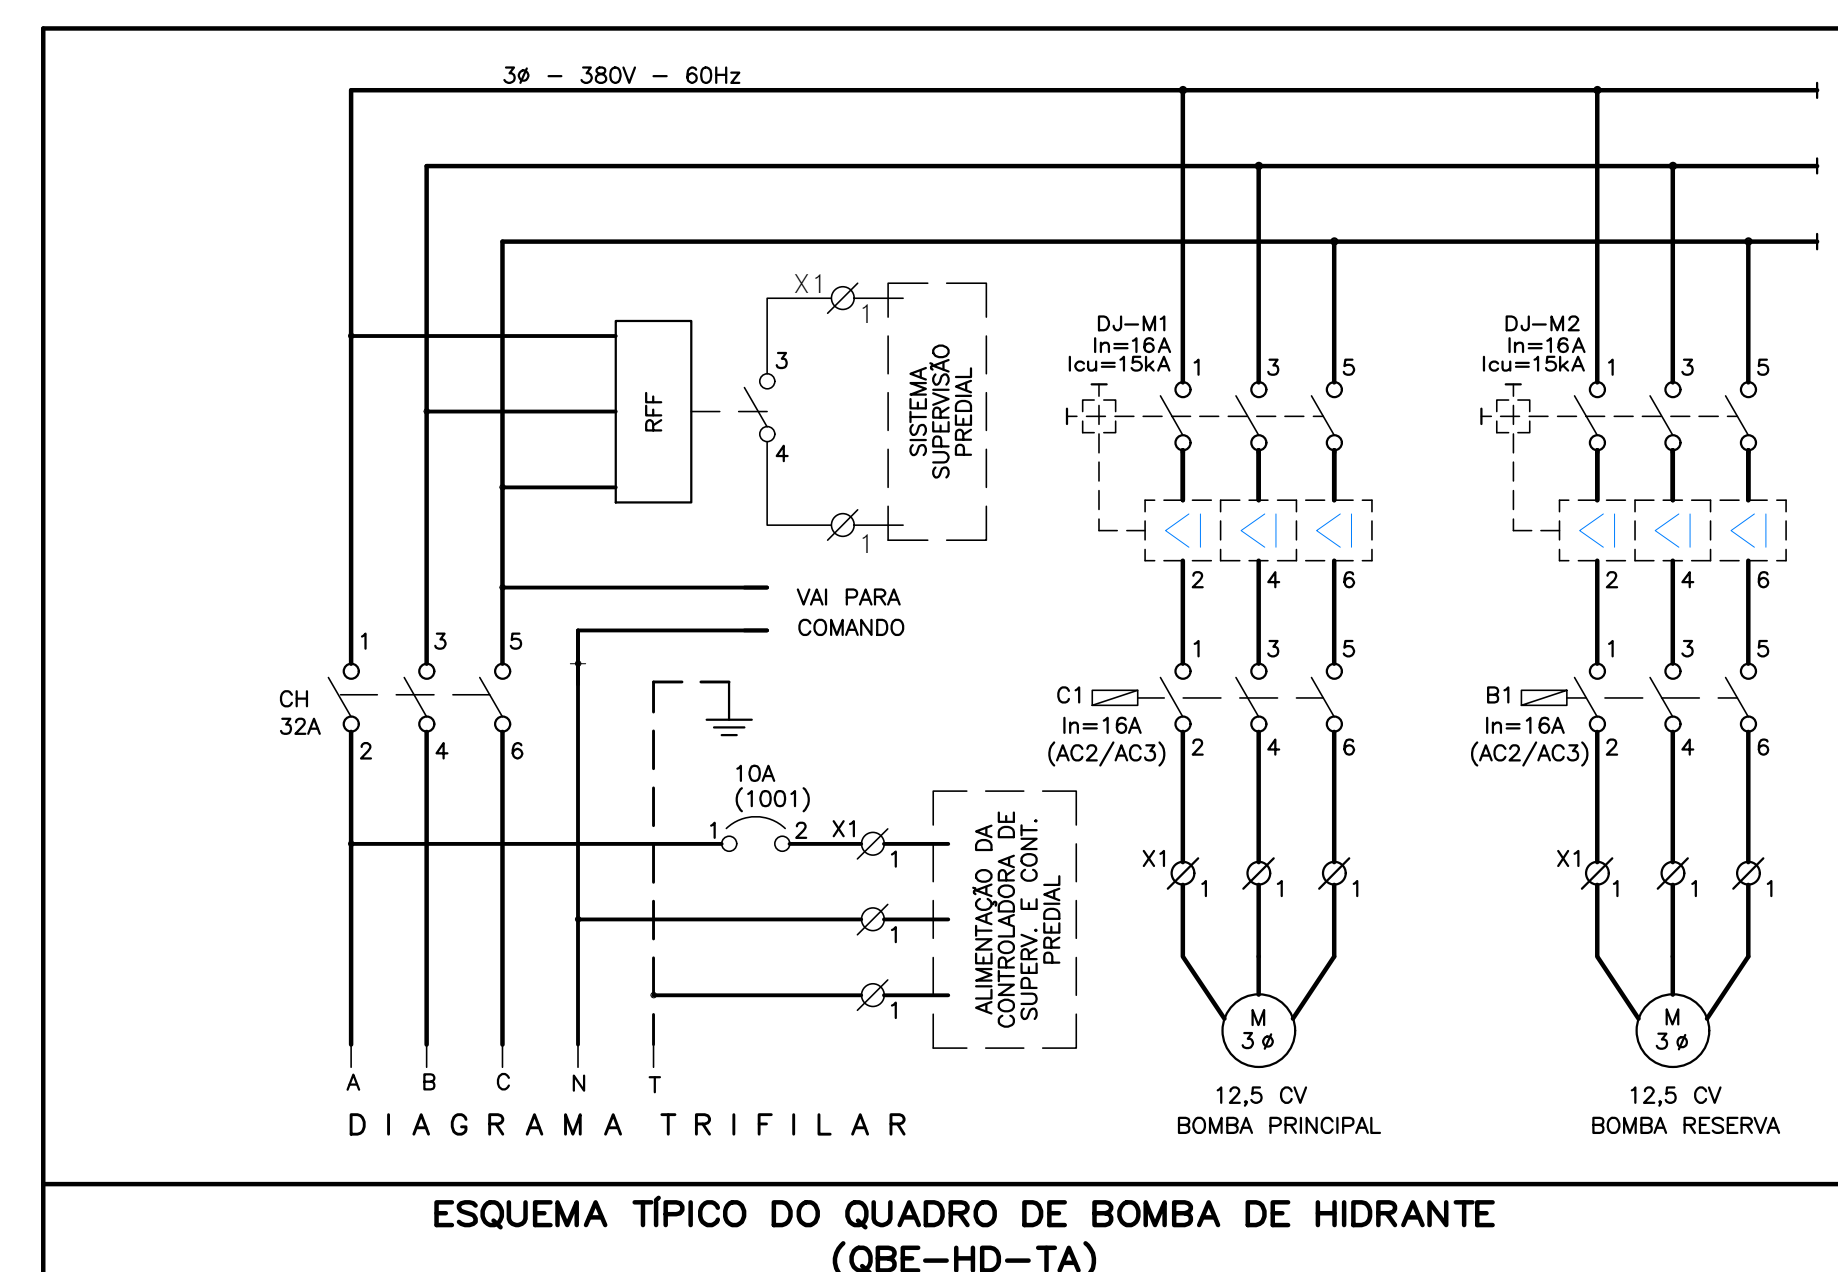 3ø - 380V - 60Hz
X1
1
3
4
1
RFF
SISTEMA
SUPERVISÃO
PREDIAL
VAI PARA
COMANDO
1
3
5
CH
32A
2
4
6
10A
(1001)
1
2
X1
1
1
1
ALIMENTAÇÃO DA
CONTROLADORA DE
SUPERV. E CONT.
PREDIAL
A
B
C
N
T
DIAGRAMA TRIFILAR
DJ-M1
In=16A
Icu=15kA
1
3
5
2
4
6
1
3
5
C1
In=16A
(AC2/AC3)
2
4
6
X1
1
1
1
M
3ø
12,5 CV
BOMBA PRINCIPAL
DJ-M2
In=16A
Icu=15kA
1
3
5
2
4
6
1
3
5
B1
In=16A
(AC2/AC3)
2
4
6
X1
1
1
1
M
3ø
12,5 CV
BOMBA RESERVA
ESQUEMA TÍPICO DO QUADRO DE BOMBA DE HIDRANTE
(QBE-HD-TA)